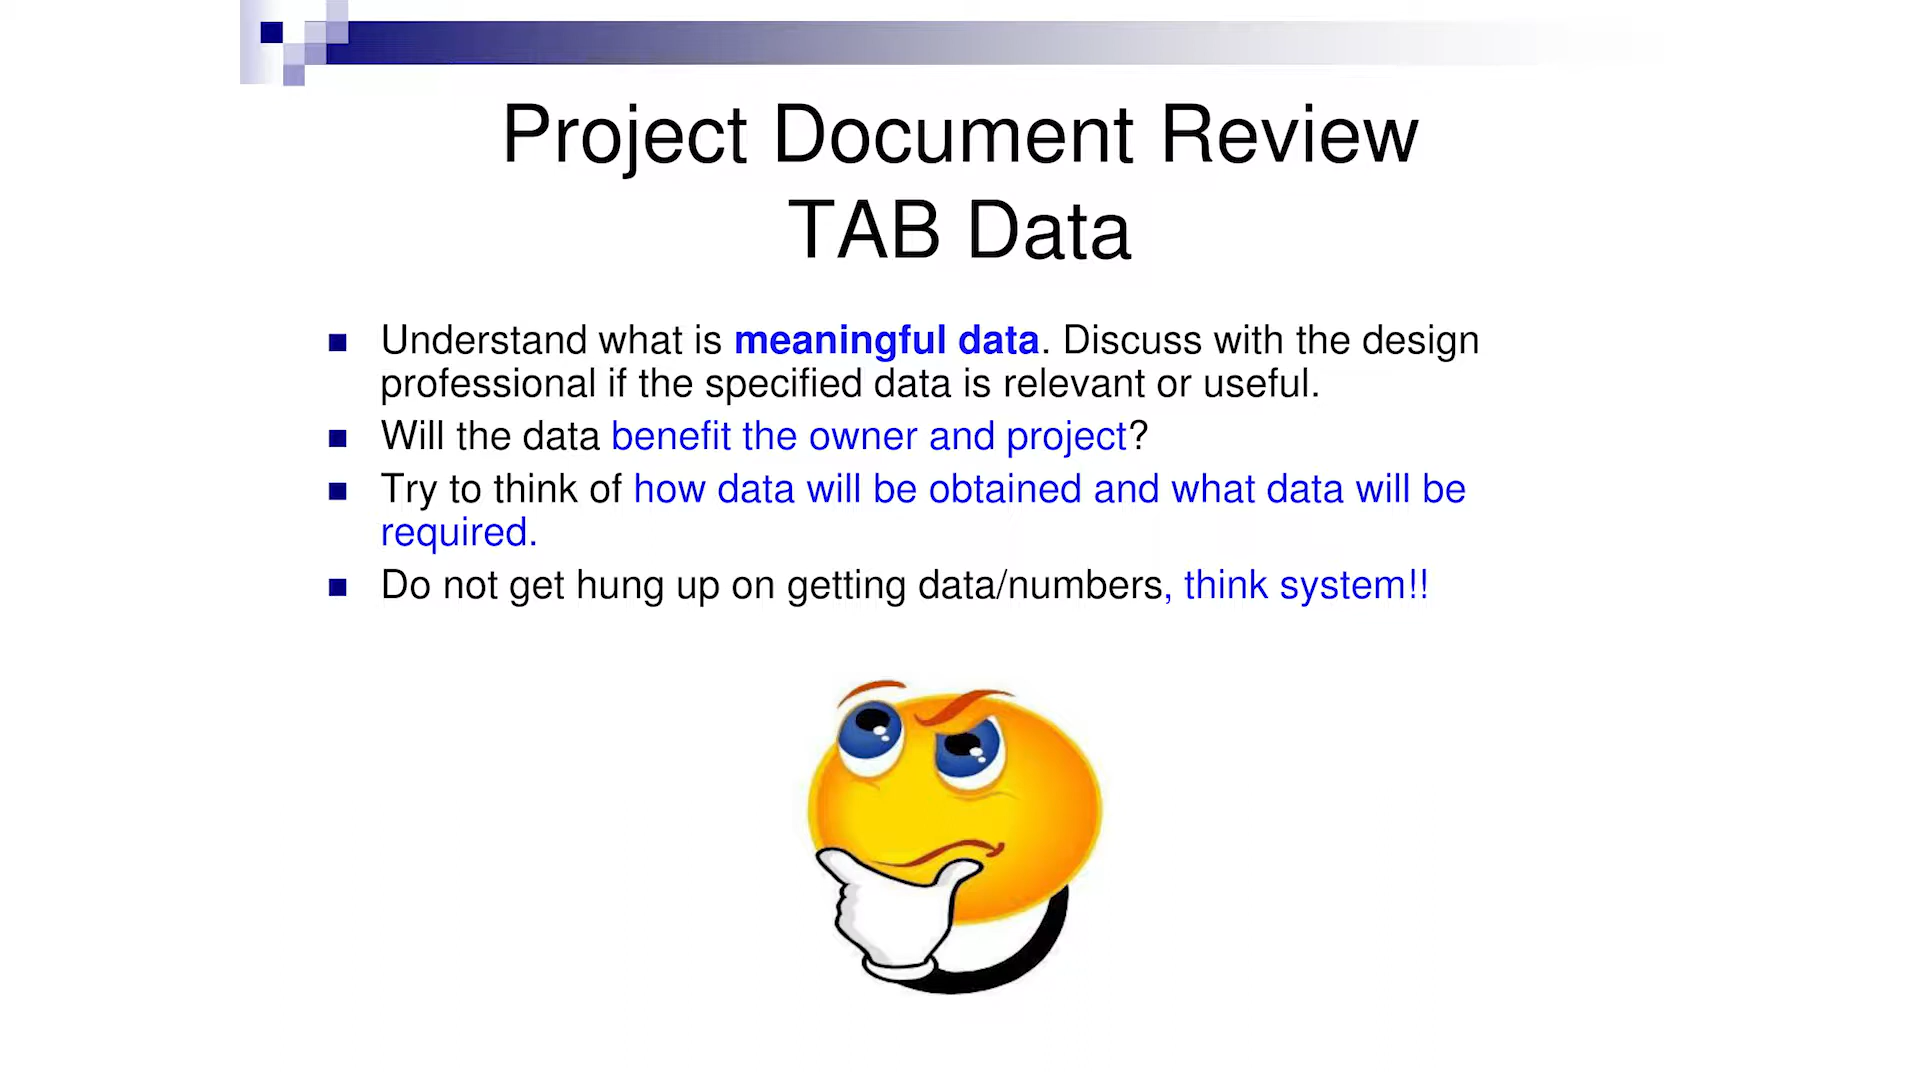 Project Document Review
TAB Data
Understand what is meaningful data. Discuss with the design
professional if the specified data is relevant or useful.
Will the data benefit the owner and project?
Try to think of how data will be obtained and what data will be
required.
Do not get hung up on getting data/numbers, think system!!